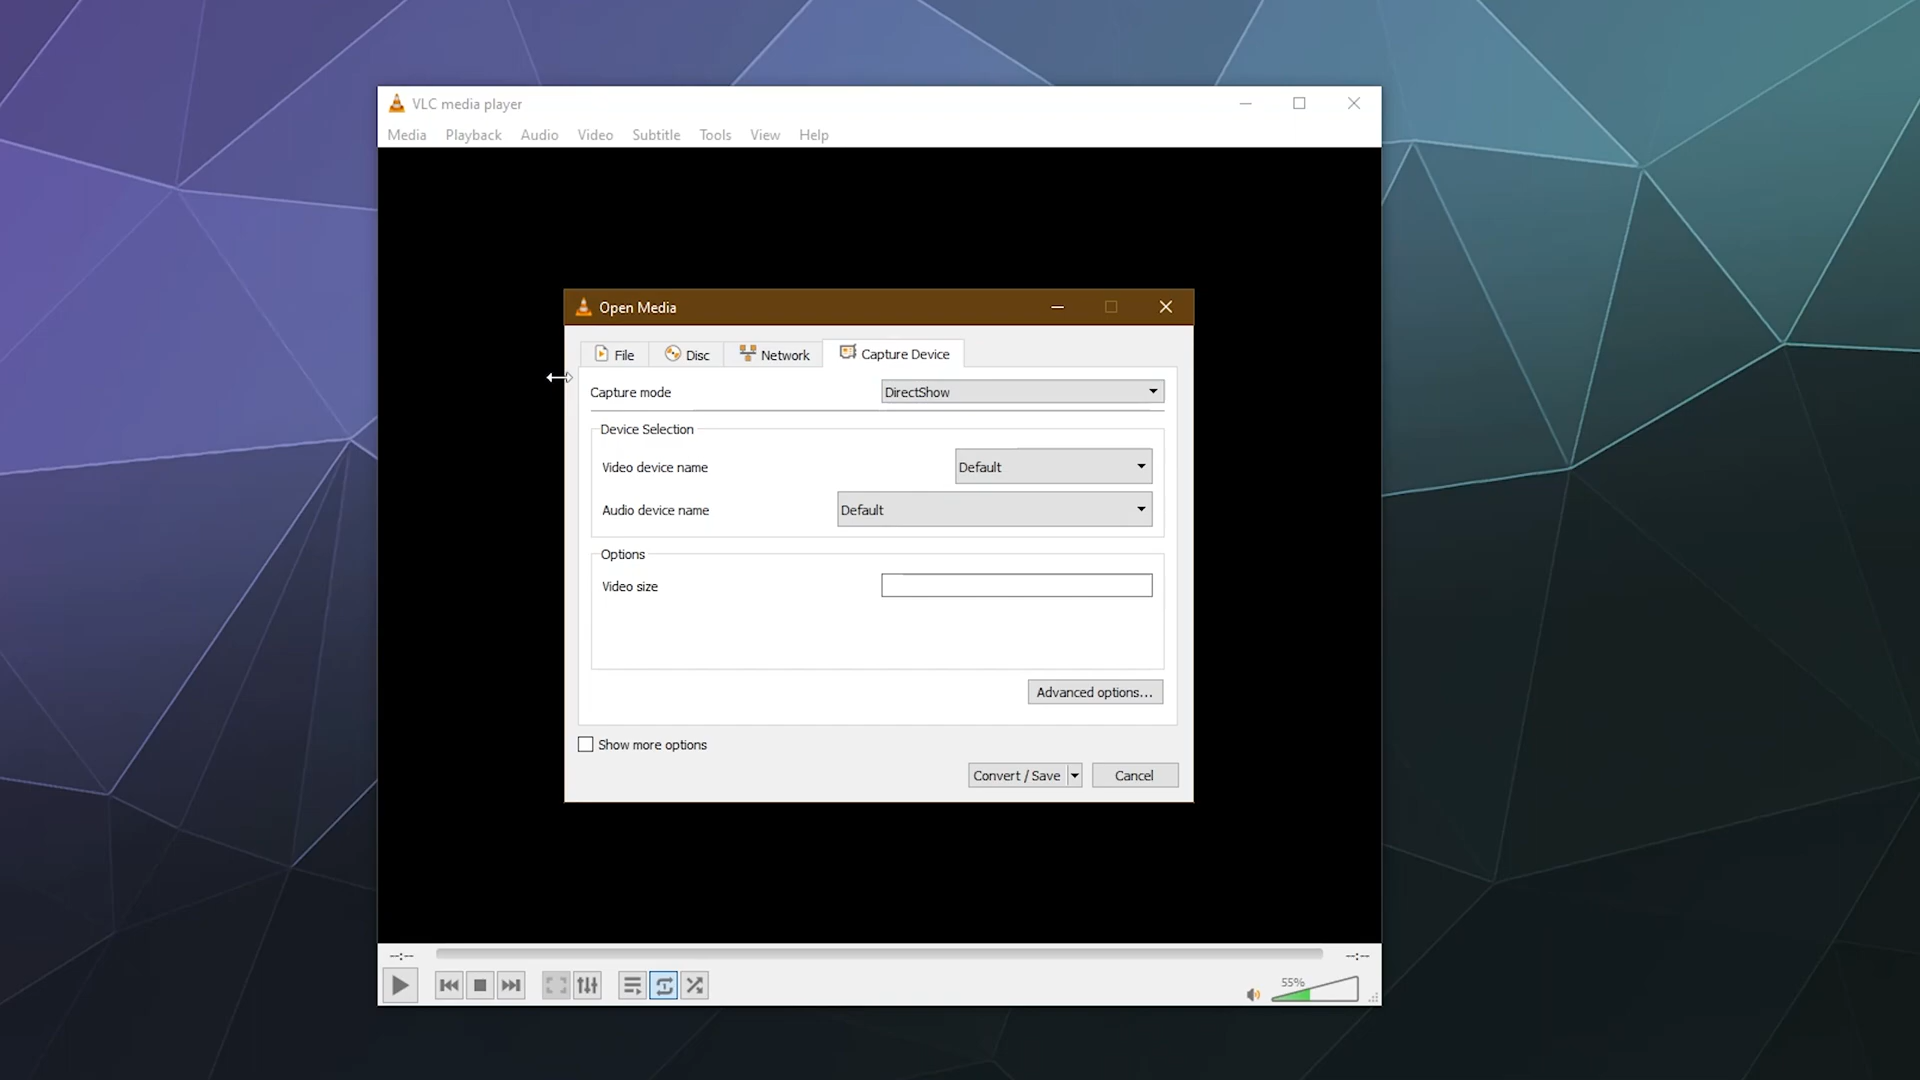 VLC media player
Media Playback Audio Video Subtitle Tools View Help
Open Media
File Disc Network Capture Device
Capture mode DirectShow
Device Selection
Video device name Default
Audio device name Default
Options
Video size
Advanced options...
Show more options
Convert / Save Cancel
--:-- --:--
55%